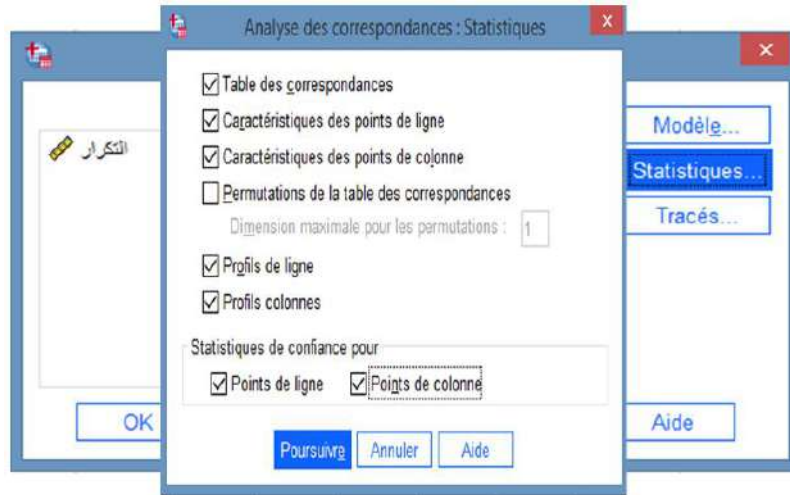 Analyse des correspondances : Statistiques
x
x
Table des correspondances
Caractéristiques des points de ligne
Caractéristiques des points de colonne
Permutations de la table des correspondances
Dimension maximale pour les permutations : 1
Profils de ligne
Profils colonnes
Statistiques de confiance pour
Points de ligne Points de colonne
Poursuivre Annuler Aide
التكرار
Modèle...
Statistiques...
Tracés...
OK
Aide